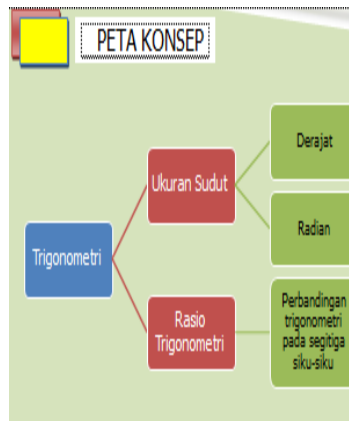 PETA KONSEP
Trigonometri
Ukuran Sudut
Derajat
Radian
Rasio
Trigonometri
Perbandingan
trigonometri
pada segitiga
siku-siku